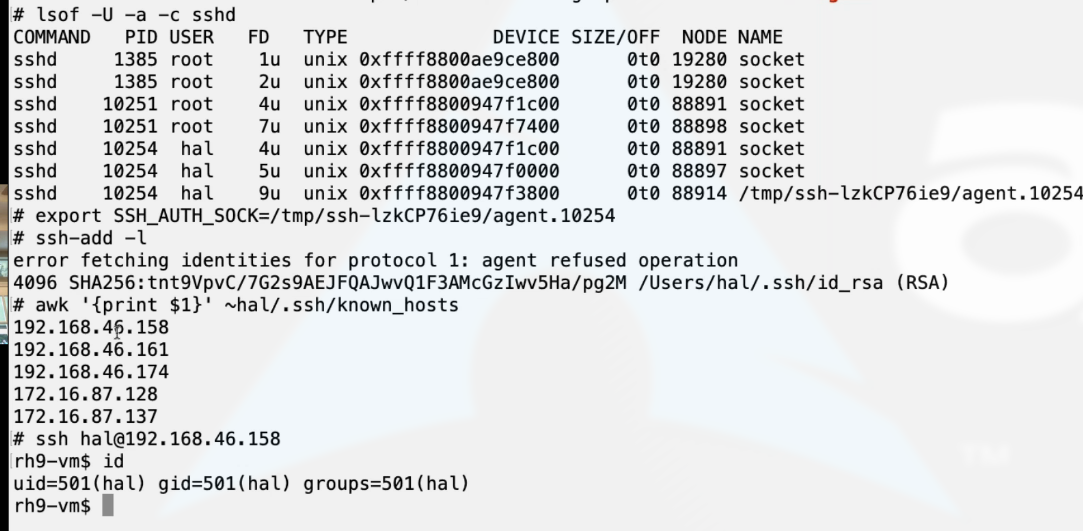 # lsof -U -a -c sshd
COMMAND PID USER FD TYPE DEVICE SIZE/OFF NODE NAME
sshd 1385 root 1u unix 0xffff8800ae9ce800 0t0 19280 socket
sshd 1385 root 2u unix 0xffff8800ae9ce800 0t0 19280 socket
sshd 10251 root 4u unix 0xffff8800947f1c00 0t0 88891 socket
sshd 10251 root 7u unix 0xffff8800947f7400 0t0 88898 socket
sshd 10254 hal 4u unix 0xffff8800947f1c00 0t0 88891 socket
sshd 10254 hal 5u unix 0xffff8800947f0000 0t0 88897 socket
sshd 10254 hal 9u unix 0xffff8800947f3800 0t0 88914 /tmp/ssh-lzkCP76ie9/agent.10254
# export SSH_AUTH_SOCK=/tmp/ssh-lzkCP76ie9/agent.10254
# ssh-add -l
error fetching identities for protocol 1: agent refused operation
4096 SHA256:tnt9VpvC/7G2s9AEJFQAJwvQ1F3AMcGzIwv5Ha/pg2M /Users/hal/.ssh/id_rsa (RSA)
# awk '{print $1}' ~hal/.ssh/known_hosts
192.168.46.158
192.168.46.161
192.168.46.174
172.16.87.128
172.16.87.137
# ssh hal@192.168.46.158
rh9-vm$ id
uid=501(hal) gid=501(hal) groups=501(hal)
rh9-vm$
a
TM